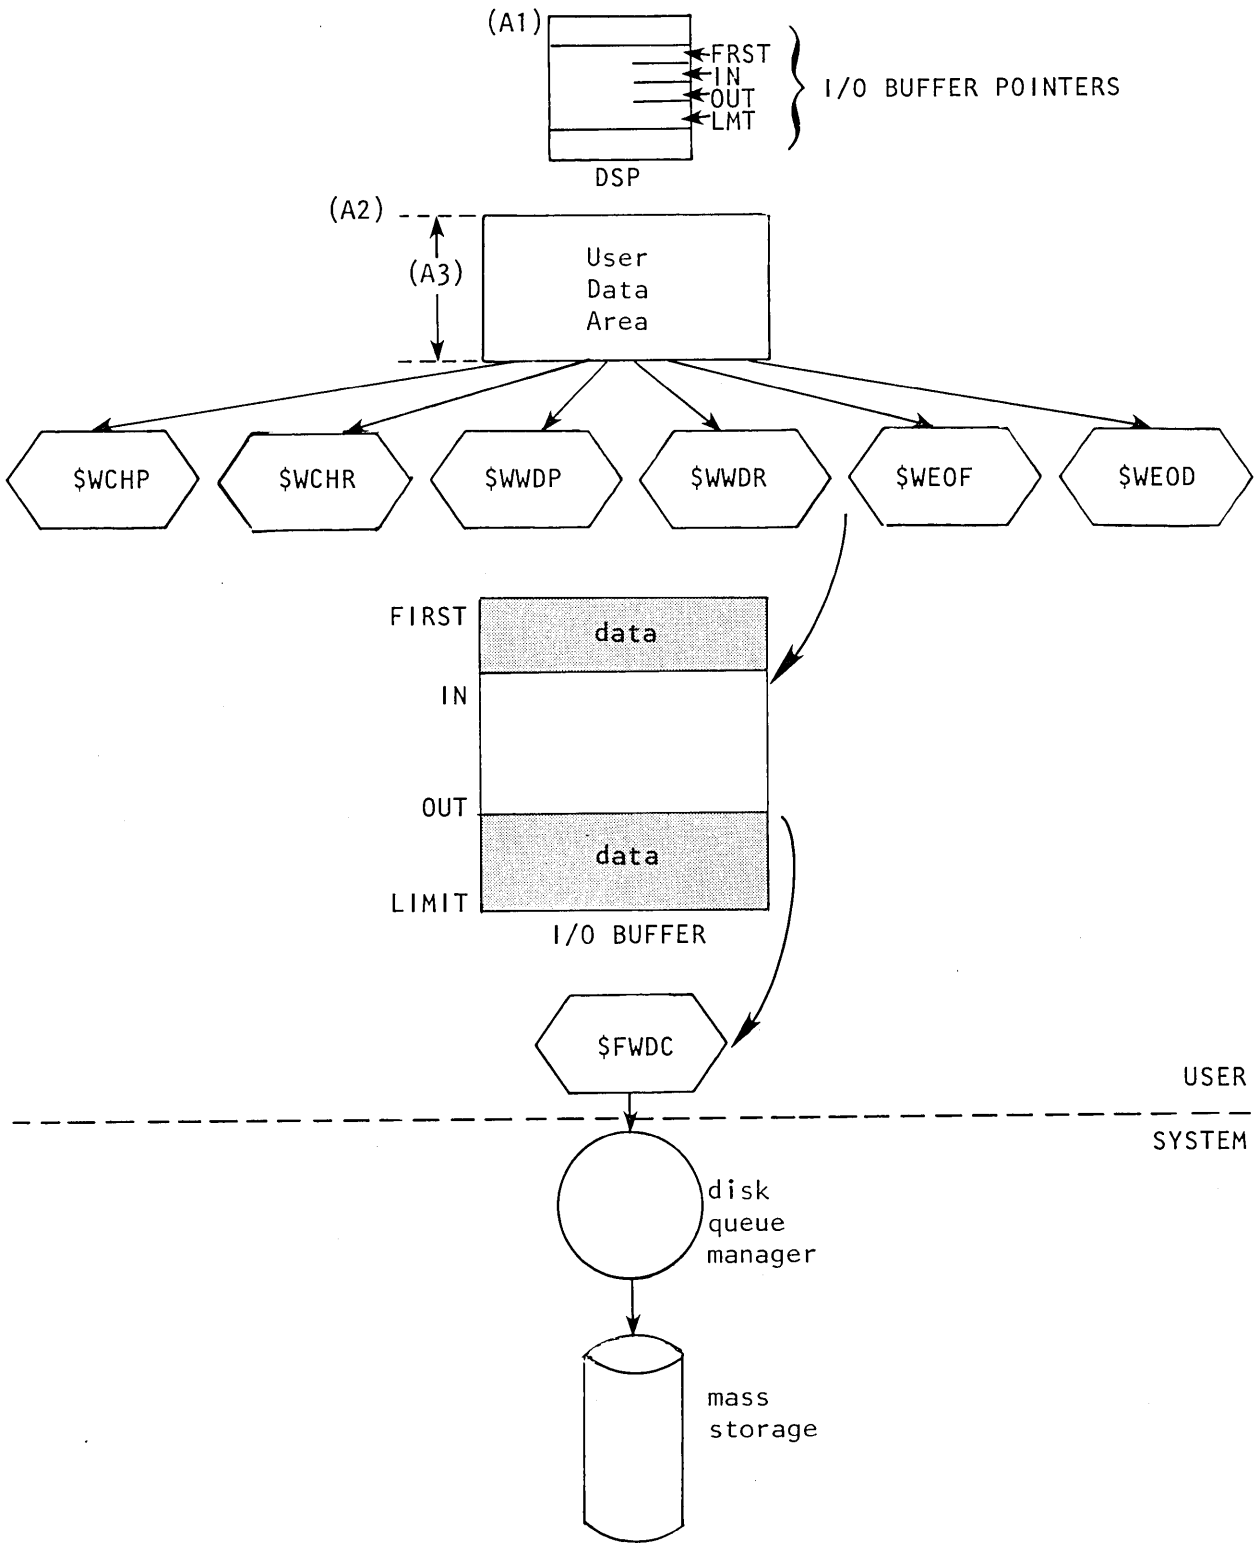 (A1)
FRST
IN
OUT
LMT
I/O BUFFER POINTERS
DSP
(A2)
(A3)
User
Data
Area
$WCHP
$WCHR
$WWDP
$WWDR
$WEOF
$WEOD
FIRST
data
IN
OUT
data
LIMIT
I/O BUFFER
$FWDC
USER
SYSTEM
disk
queue
manager
mass
storage